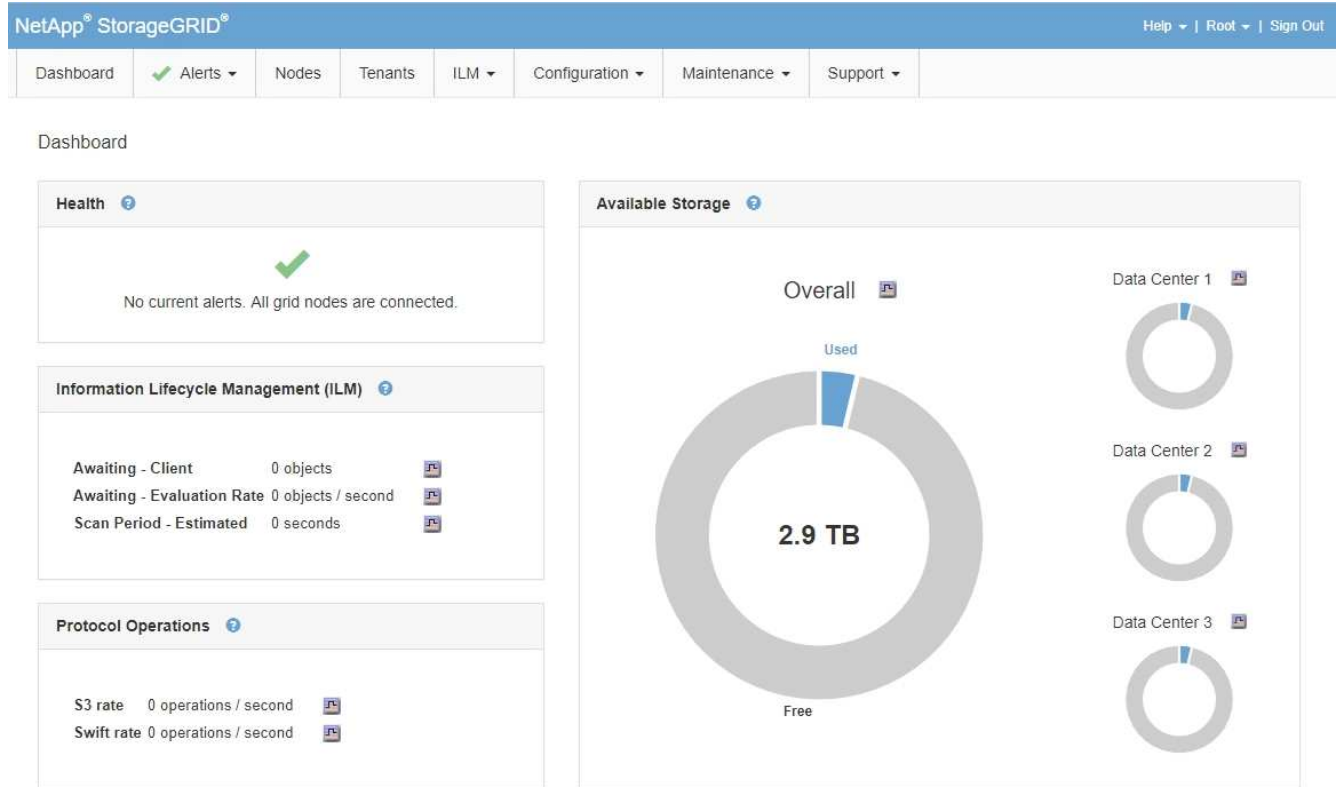 NetApp® StorageGRID®
Help | Root | Sign Out
Dashboard
Alerts
Nodes
Tenants
ILM
Configuration
Maintenance
Support
Dashboard
Health
No current alerts. All grid nodes are connected.
Information Lifecycle Management (ILM)
Awaiting - Client 0 objects
Awaiting - Evaluation Rate 0 objects / second
Scan Period - Estimated 0 seconds
Protocol Operations
S3 rate 0 operations / second
Swift rate 0 operations / second
Available Storage
Overall
Used
2.9 TB
Free
Data Center 1
Data Center 2
Data Center 3